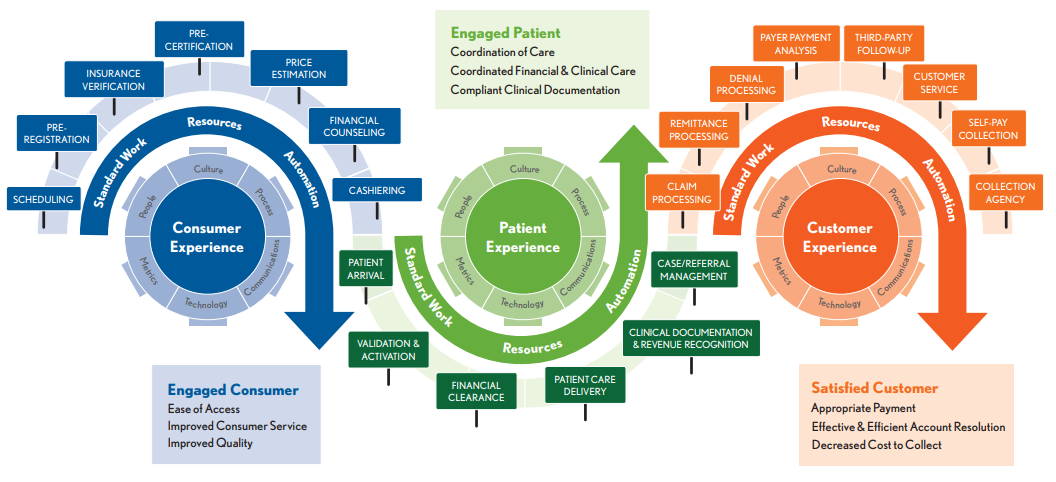 PRE-
CERTIFICATION
INSURANCE
VERIFICATION
PRICE
ESTIMATION
PRE-
REGISTRATION
FINANCIAL
COUNSELING
SCHEDULING
CASHIERING
Standard Work
Resources
Automation
Culture
Process
Communications
Technology
Metrics
People
Consumer
Experience
Engaged Consumer
Ease of Access
Improved Consumer Service
Improved Quality
Engaged Patient
Coordination of Care
Coordinated Financial & Clinical Care
Compliant Clinical Documentation
Culture
Process
Communications
Technology
Metrics
People
Patient
Experience
Standard Work
Resources
Automation
PATIENT
ARRIVAL
VALIDATION &
ACTIVATION
FINANCIAL
CLEARANCE
PATIENT CARE
DELIVERY
CLINICAL DOCUMENTATION
& REVENUE RECOGNITION
CASE/REFERRAL
MANAGEMENT
CLAIM
PROCESSING
REMITTANCE
PROCESSING
DENIAL
PROCESSING
PAYER PAYMENT
ANALYSIS
THIRD-PARTY
FOLLOW-UP
CUSTOMER
SERVICE
SELF-PAY
COLLECTION
COLLECTION
AGENCY
Standard Work
Resources
Automation
Culture
Process
Communications
Technology
Metrics
People
Customer
Experience
Satisfied Customer
Appropriate Payment
Effective & Efficient Account Resolution
Decreased Cost to Collect